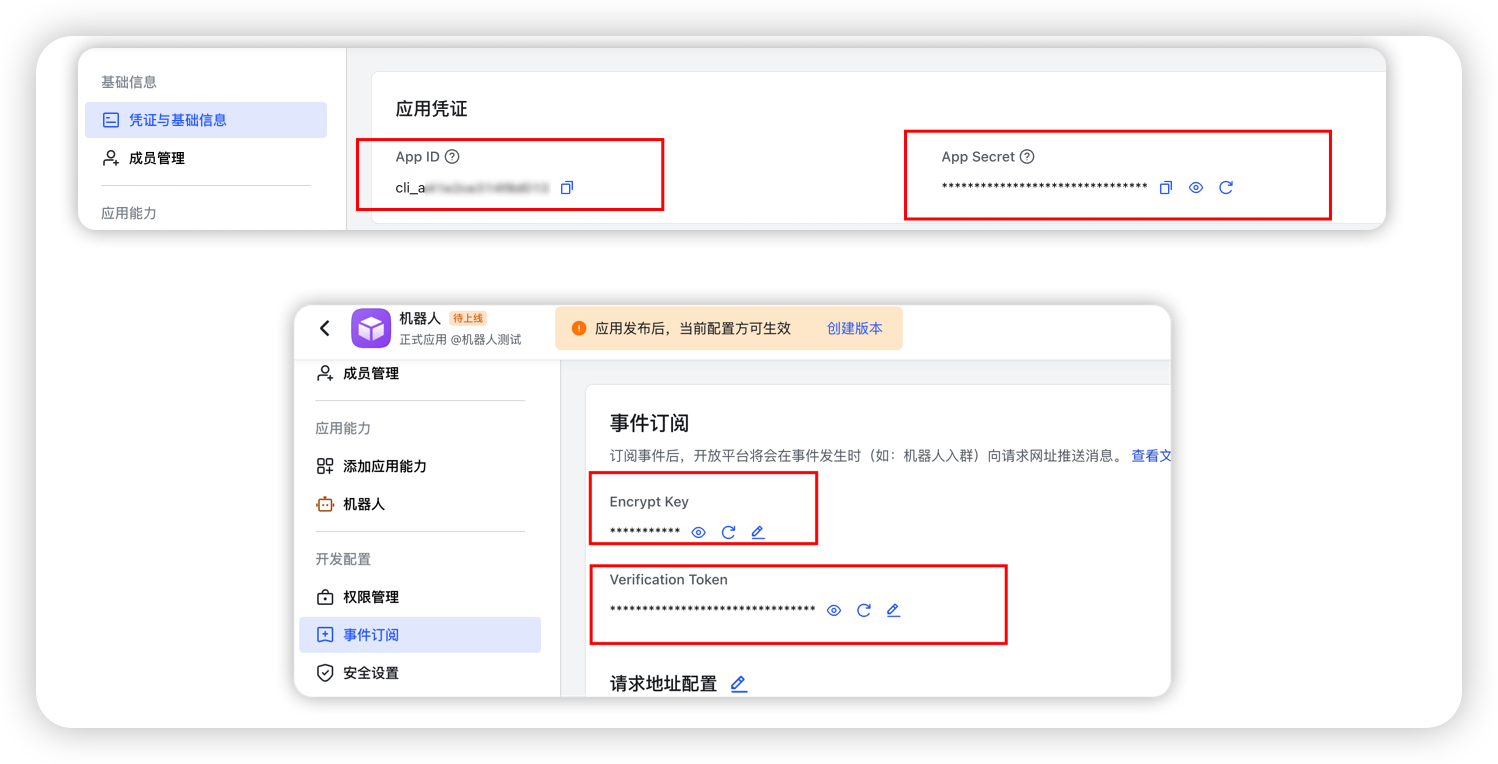 基础信息
凭证与基础信息
成员管理
应用能力
应用凭证
App ID
cli_a
App Secret
********************************
机器人 待上线
正式应用 @机器人测试
应用发布后，当前配置方可生效 创建版本
成员管理
应用能力
添加应用能力
机器人
开发配置
权限管理
事件订阅
安全设置
事件订阅
订阅事件后，开放平台将会在事件发生时（如：机器人入群）向请求网址推送消息。 查看文
Encrypt Key
***********
Verification Token
********************************
请求地址配置